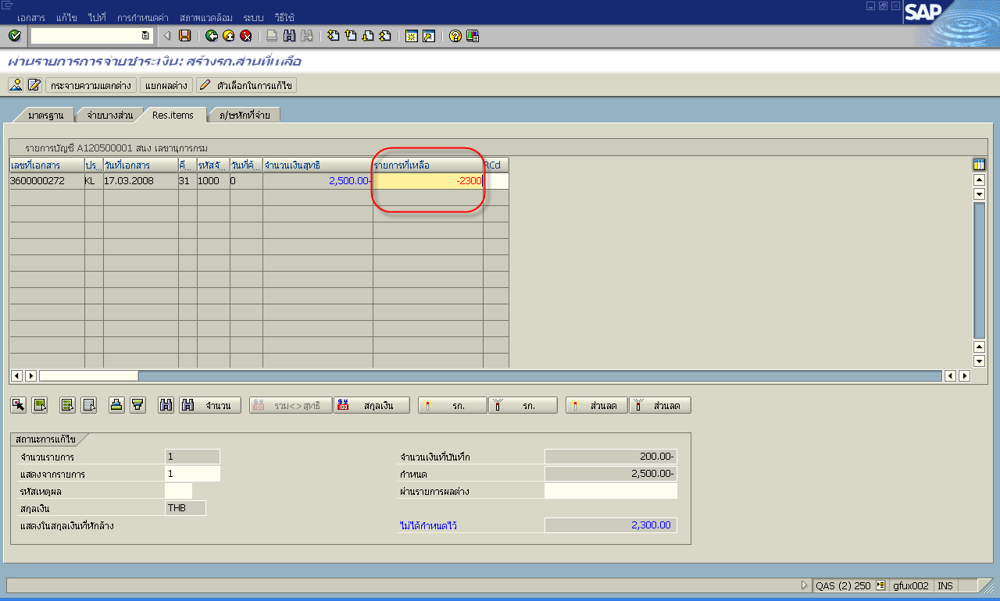 เอกสาร แก้ไข ไปที่ การกำหนดค่า สภาพแวดล้อม ระบบ วิธีใช้
SAP
ผ่านรายการการจ่ายชำระเงิน: สร้างรก.ส่วนที่เหลือ
กระจายความแตกต่าง แยกผลต่าง ตัวเลือกในการแก้ไข
มาตรฐาน จ่ายบางส่วน Res.items ภ/ษหักที่จ่าย
รายการบัญชี A120500001 สนง เลขานุการกรม
เลขที่เอกสาร ปร... วันที่เอกสาร คี... รหัสจั... วันที่ค้... จำนวนเงินสุทธิ รายการที่เหลือ RCd
3600000272 KL 17.03.2008 31 1000 0 2,500.00- -2300
จำนวน รวม<>สุทธิ สกุลเงิน รก. รก. ส่วนลด ส่วนลด
สถานะการแก้ไข
จำนวนรายการ 1 จำนวนเงินที่บันทึก 200.00-
แสดงจากรายการ 1 กำหนด 2,500.00-
รหัสเหตุผล ผ่านรายการผลต่าง
สกุลเงิน THB
แสดงในสกุลเงินที่หักล้าง ไม่ได้กำหนดไว้ 2,300.00
QAS (2) 250 gfux002 INS